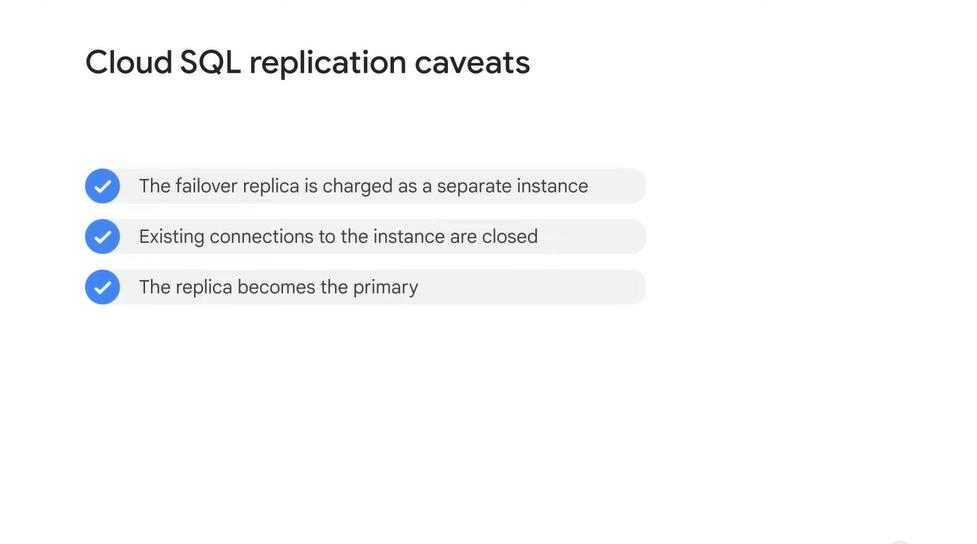 Cloud SQL replication caveats
The failover replica is charged as a separate instance
Existing connections to the instance are closed
The replica becomes the primary